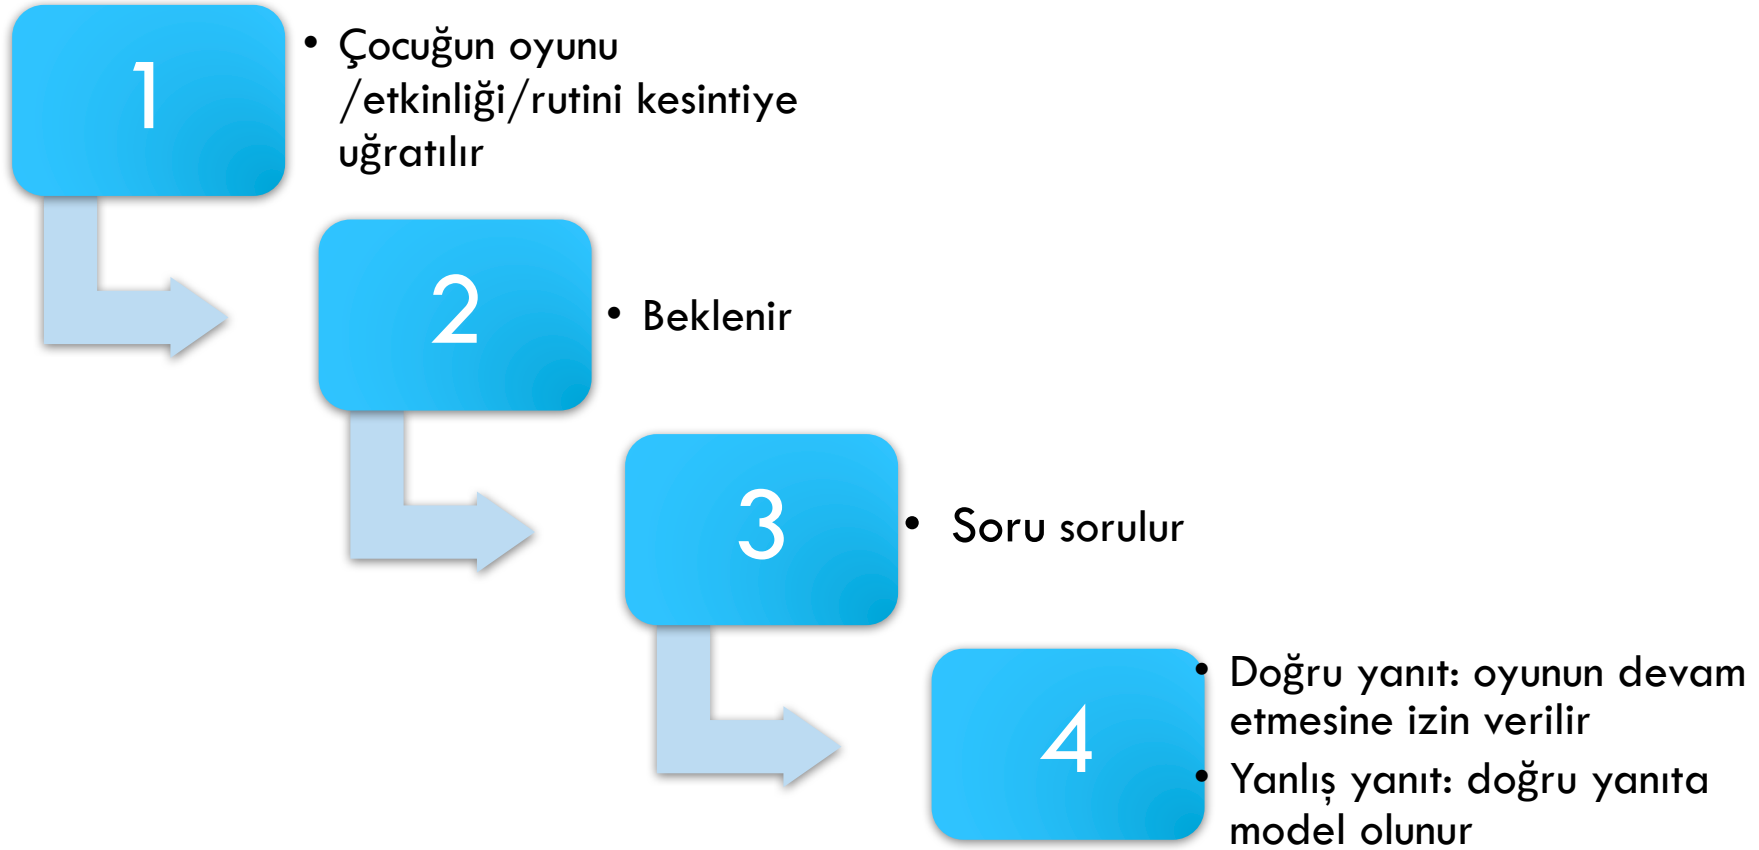 1
• Çocuğun oyunu
/etkinliği/rutini kesintiye
uğratılır
2
• Beklenir
3
• Soru sorulur
4
• Doğru yanıt: oyunun devam
etmesine izin verilir
• Yanlış yanıt: doğru yanıta
model olunur